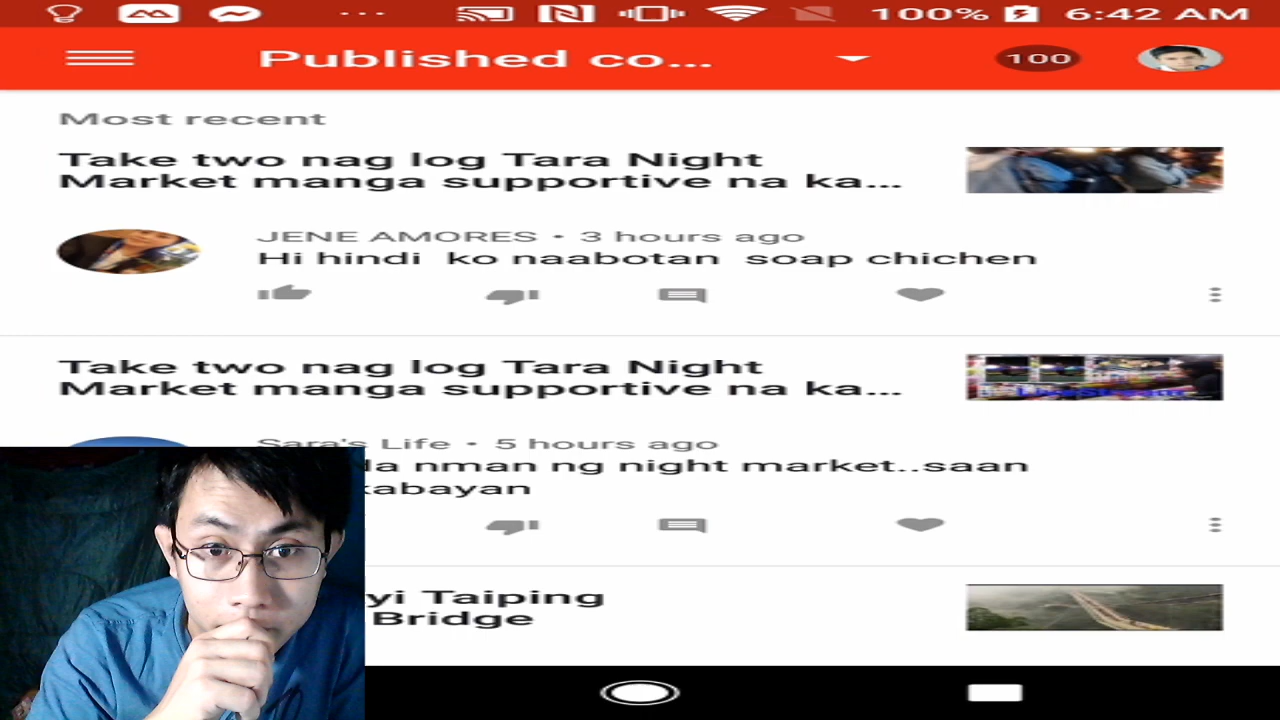 100% 6:42 AM
Published co...
100
Most recent
Take two nag log Tara Night
Market manga supportive na ka...
JENE AMORES • 3 hours ago
Hi hindi ko naabotan soap chichen
Take two nag log Tara Night
Market manga supportive na ka...
Sara's Life • 5 hours ago
nman ng night market..saan
kabayan
Taiping
Bridge